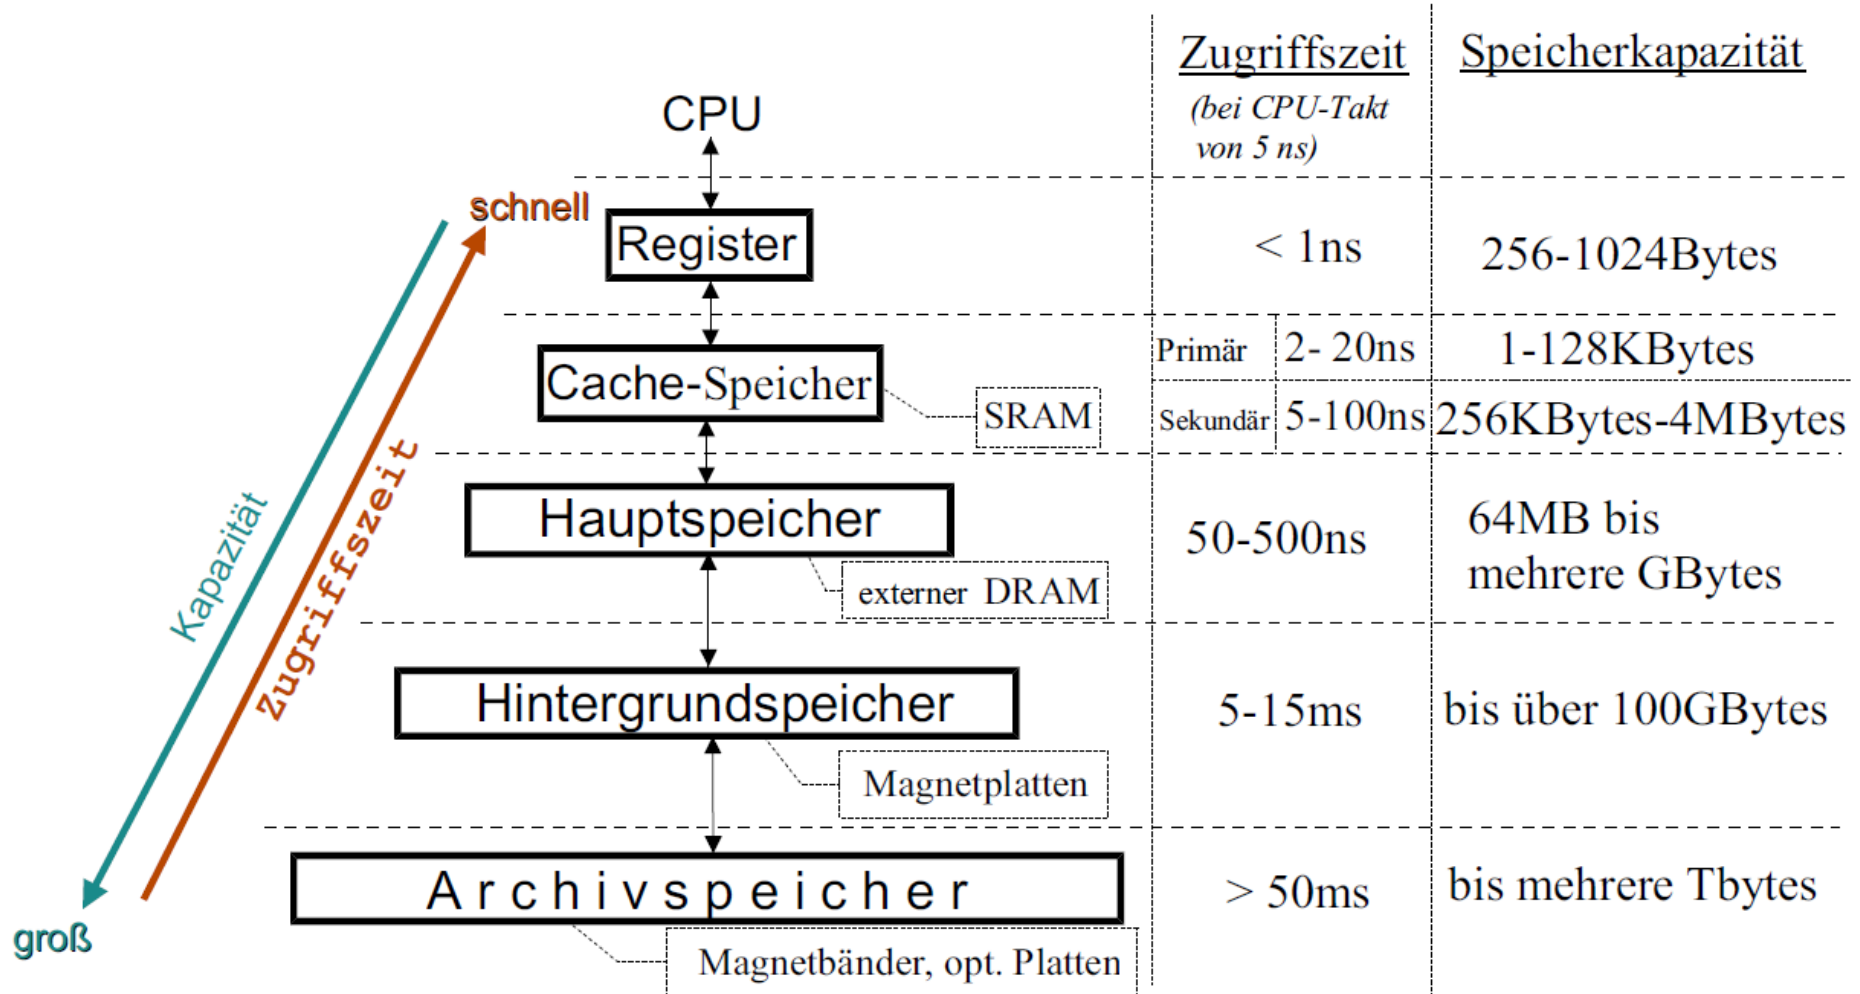 Zugriffszeit
Speicherkapazität
(bei CPU-Takt
von 5 ns)
CPU
schnell
Register
< 1ns
256-1024Bytes
Cache-Speicher
SRAM
Primär
2- 20ns
1-128KBytes
Sekundär
5-100ns
256KBytes-4MBytes
Kapazität
Zugriffszeit
Hauptspeicher
externer DRAM
50-500ns
64MB bis
mehrere GBytes
Hintergrundspeicher
Magnetplatten
5-15ms
bis über 100GBytes
Archivspeicher
> 50ms
bis mehrere Tbytes
groß
Magnetbänder, opt. Platten